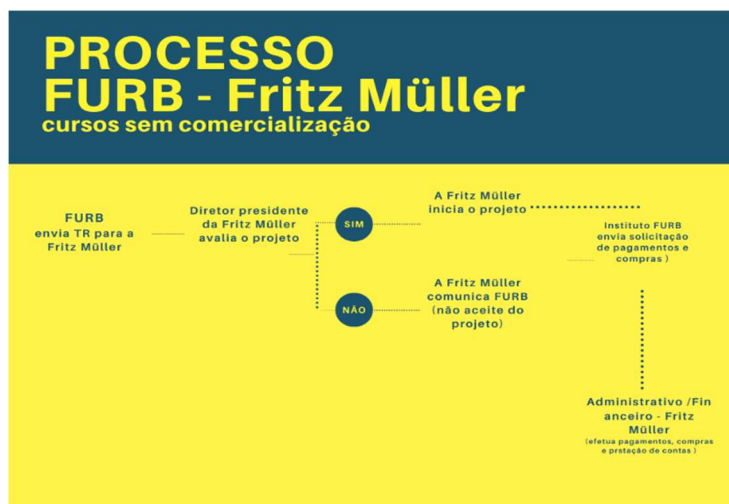 PROCESSO
FURB - Fritz Müller
cursos sem comercialização
FURB
envia TR para a
Fritz Müller
Diretor presidente
da Fritz Müller
avalia o projeto
SIM
A Fritz Müller
inicia o projeto
NÃO
A Fritz Müller
comunica FURB
(não aceite do
projeto)
Instituto FURB
envia solicitação
de pagamentos e
compras )
Administrativo /Fin
anceiro - Fritz
Müller
(efetua pagamentos, compras
e prstação de contas )